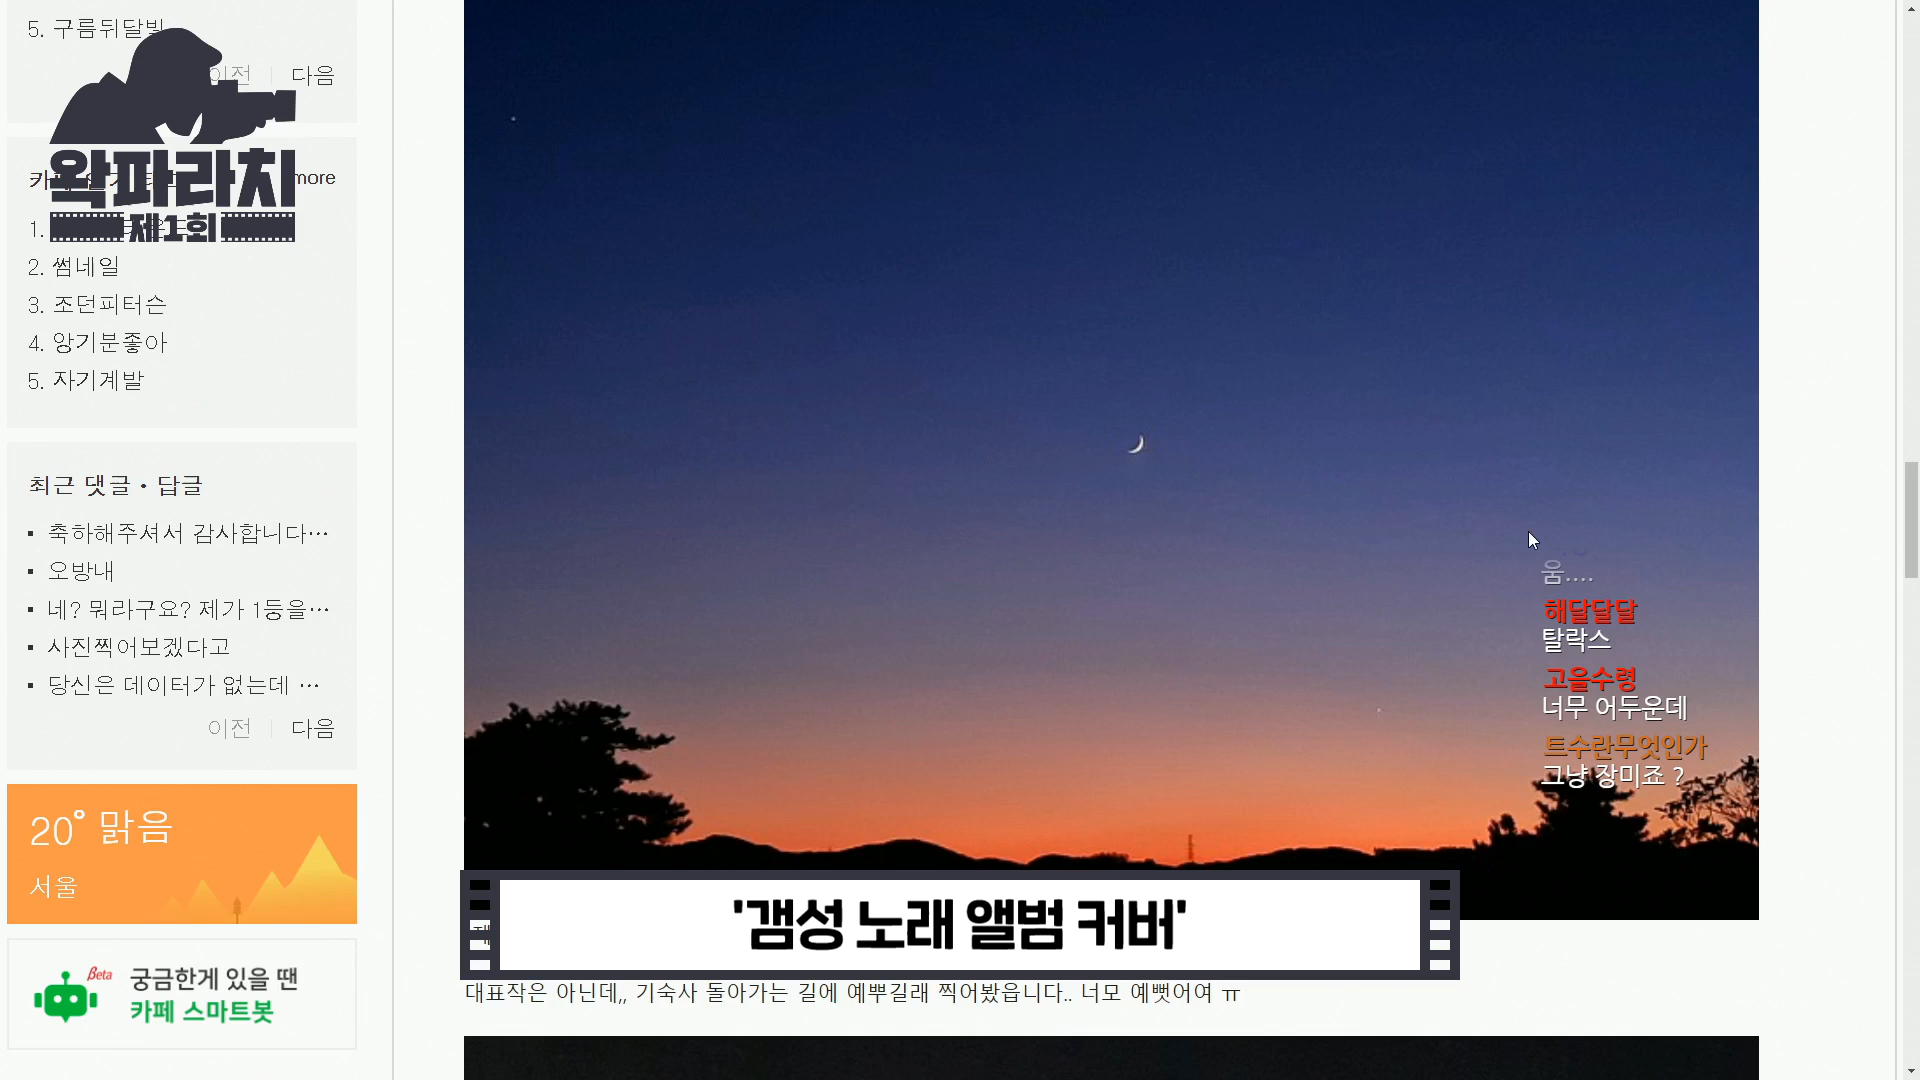 5. 구름뒤달빛
이전
다음
왁파라치
제1회
more
1.
2. 썸네일
3. 조던피터슨
4. 앙기분좋아
5. 자기계발
최근 댓글・답글
▪ 축하해주셔서 감사합니다…
▪ 오방내
▪ 네? 뭐라구요? 제가 1등을…
▪ 사진찍어보겠다고
▪ 당신은 데이터가 없는데 …
이전
다음
20° 맑음
서울
Beta
궁금한게 있을 땐
카페 스마트봇
움....
해달달달
탈락스
고을수령
너무 어두운데
트수란무엇인가
그냥 장미죠 ?
'갬성 노래 앨범 커버'
대표작은 아닌데,, 기숙사 돌아가는 길에 예뿌길래 찍어봤읍니다.. 너모 예뻣어여 ㅠ